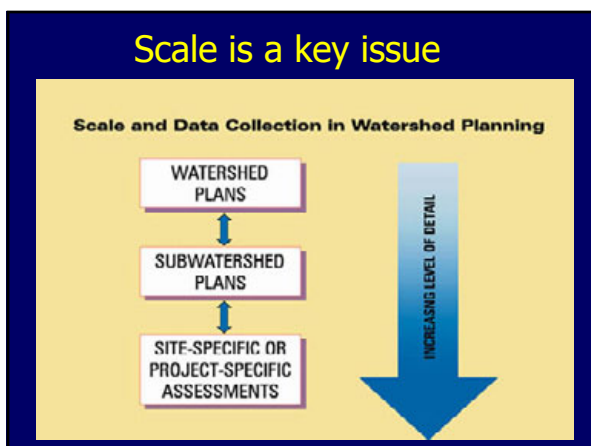 Scale is a key issue
Scale and Data Collection in Watershed Planning
WATERSHED
PLANS
SUBWATERSHED
PLANS
SITE-SPECIFIC OR
PROJECT-SPECIFIC
ASSESSMENTS
INCREASNG LEVEL OF DETAIL